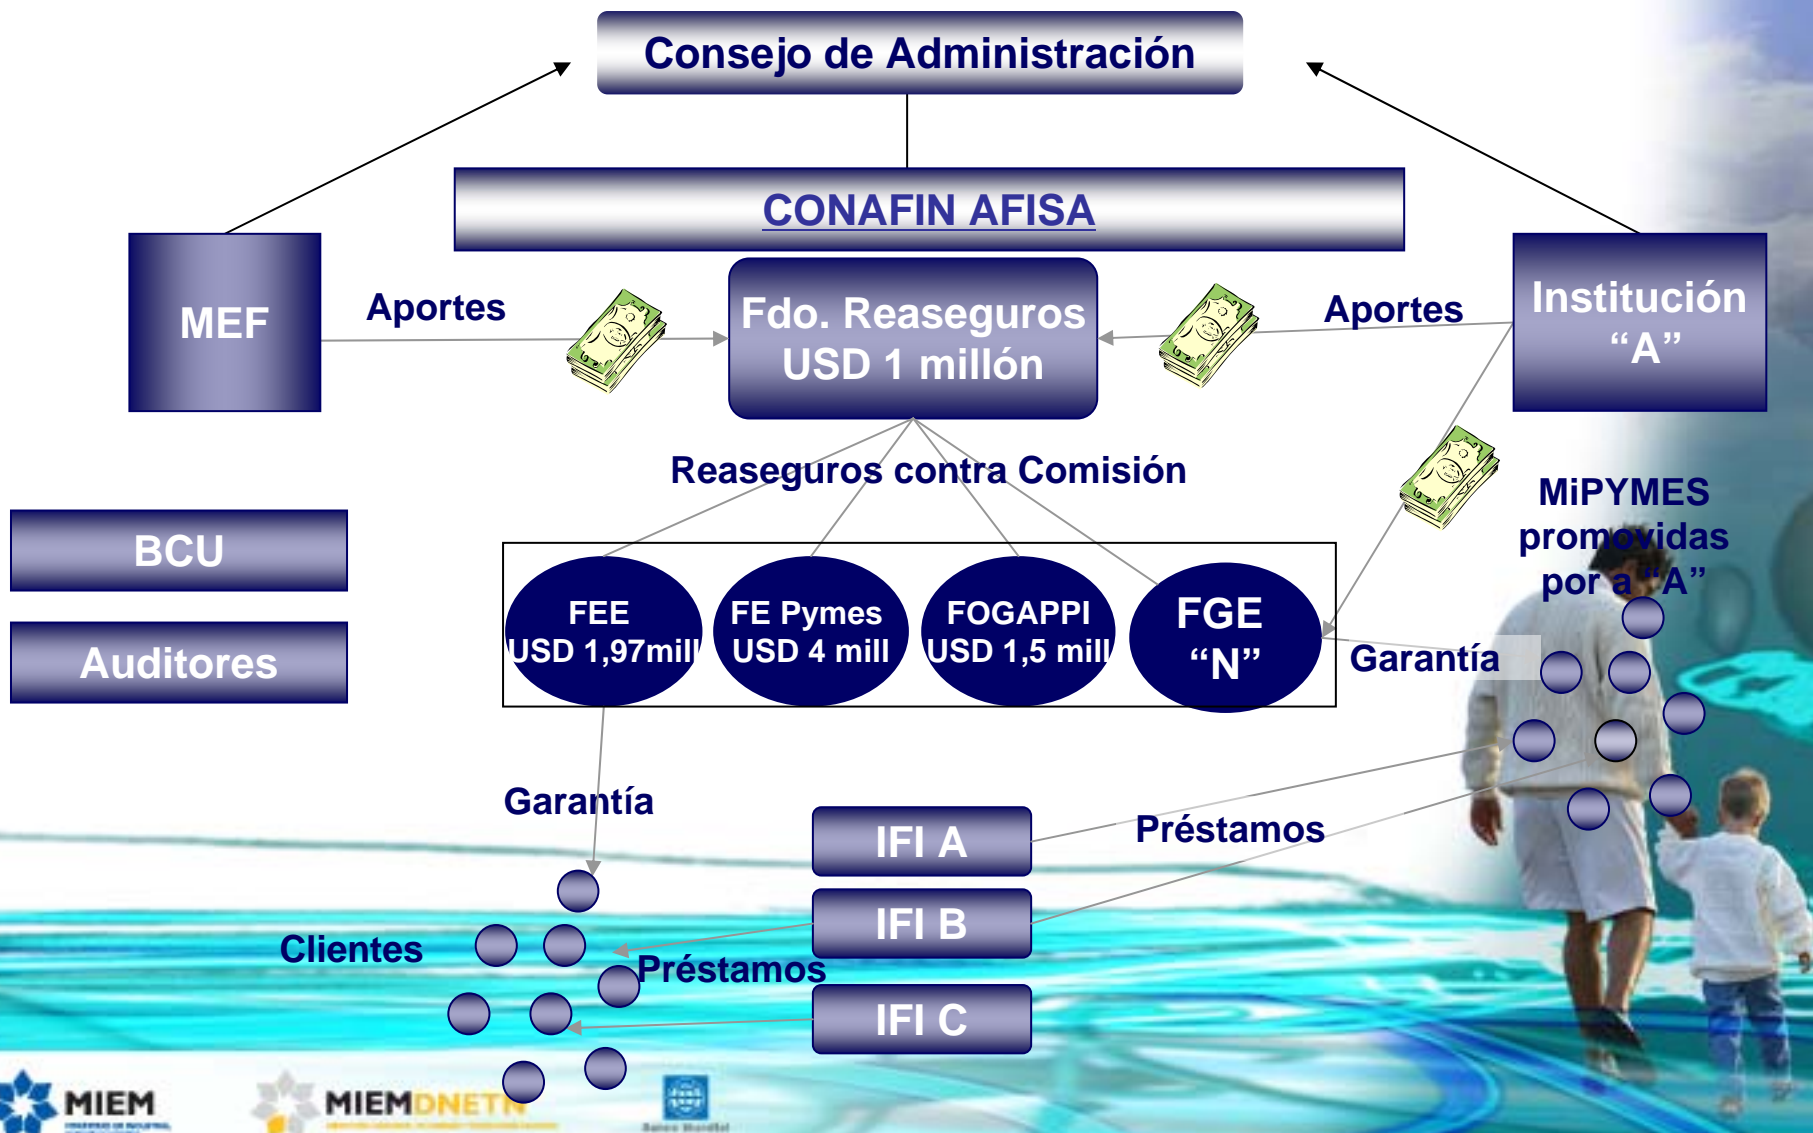 Consejo de Administración
CONAFIN AFISA
MEF
Aportes
Fdo. Reaseguros
USD 1 millón
Aportes
Institución
“A”
Reaseguros contra Comisión
MiPYMES
promovidas
por a “A”
BCU
Auditores
FEE
USD 1,97mill
FE Pymes
USD 4 mill
FOGAPPI
USD 1,5 mill
FGE
“N”
Garantía
Garantía
IFI A
Préstamos
IFI B
Clientes
Préstamos
IFI C
MIEM
MIEMDNETN
Banco Mundial